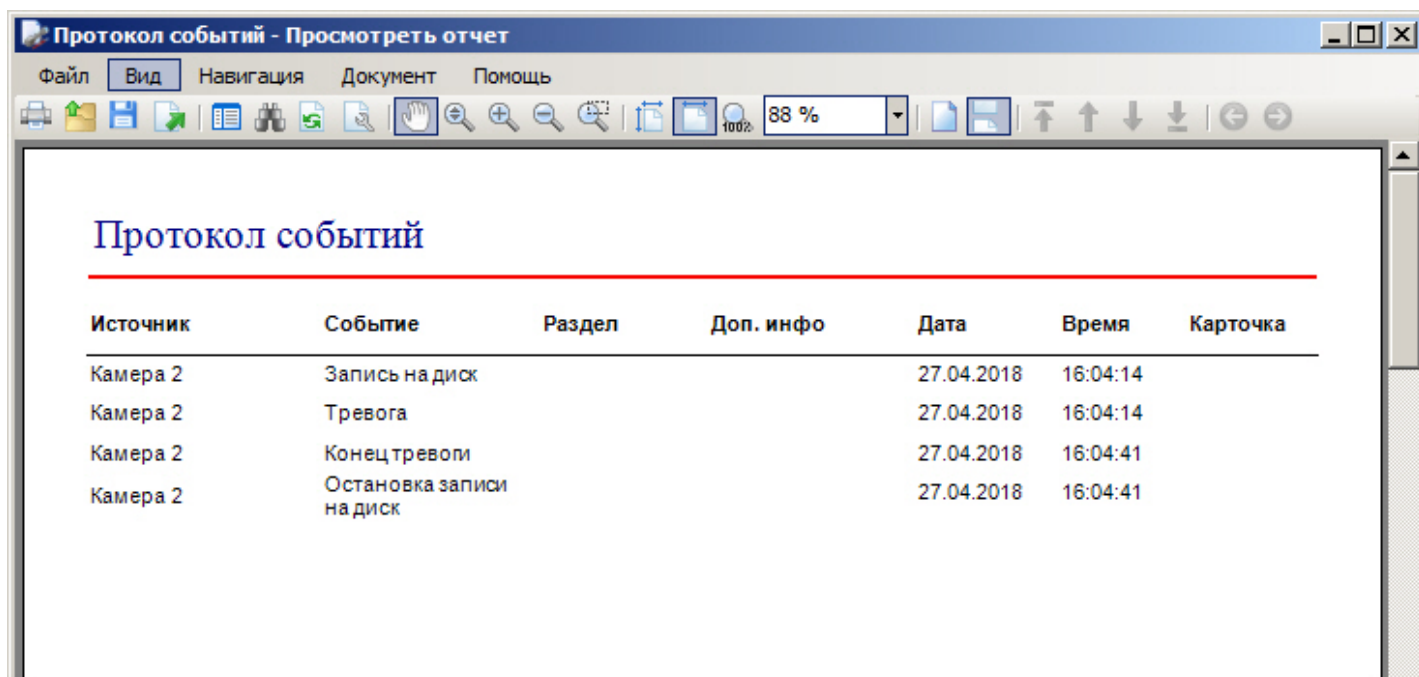 Протокол событий - Просмотреть отчет
Файл Вид Навигация Документ Помощь
100% 88 %
Протокол событий
Источник Событие Раздел Доп. инфо Дата Время Карточка
Камера 2 Запись на диск 27.04.2018 16:04:14
Камера 2 Тревога 27.04.2018 16:04:14
Камера 2 Конец тревоги 27.04.2018 16:04:41
Камера 2 Остановка записи 27.04.2018 16:04:41
на диск